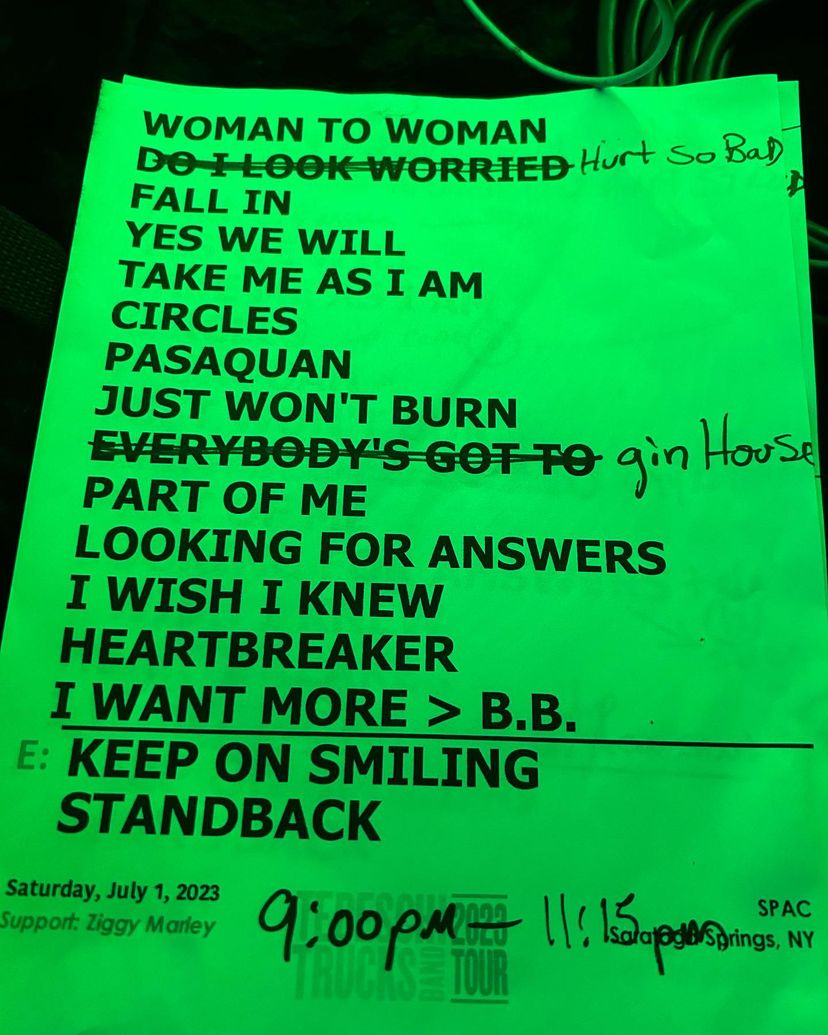 WOMAN TO WOMAN
DO I LOOK WORRIED Hurt So BaD
FALL IN
YES WE WILL
TAKE ME AS I AM
CIRCLES
PASAQUAN
JUST WON'T BURN
EVERYBODY'S GOT TO gin House
PART OF ME
LOOKING FOR ANSWERS
I WISH I KNEW
HEARTBREAKER
I WANT MORE > B.B.
E: KEEP ON SMILING
STANDBACK
Saturday, July 1, 2023
Support: Ziggy Marley
9:00pm — 11:15pm
TEDESCHI TRUCKS BAND 2023 TOUR
SPAC
Saratoga Springs, NY